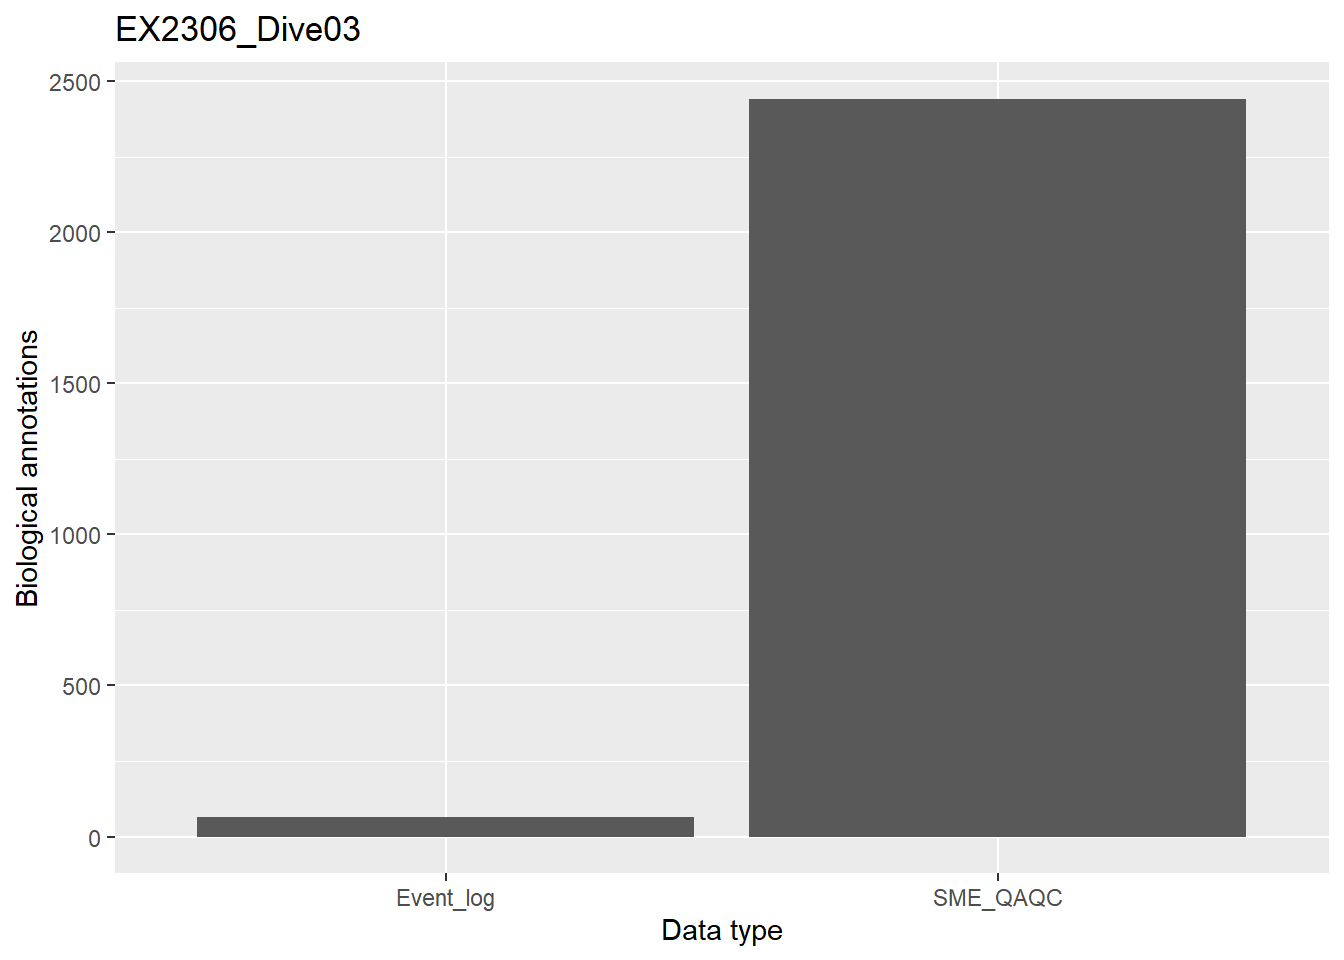 EX2306_Dive03
2500
2000
1500
1000
500
0
Biological annotations
Event_log
SME_QAQC
Data type